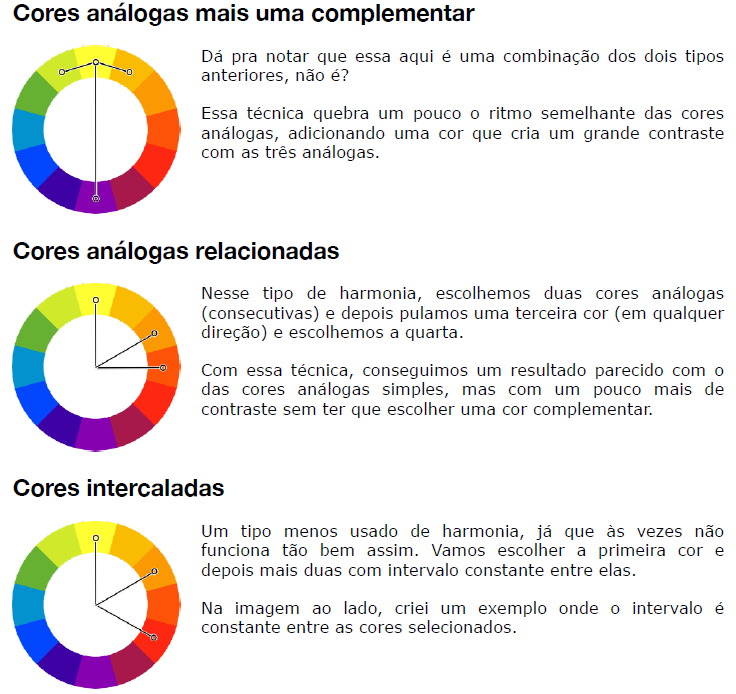 Cores análogas mais uma complementar
Dá pra notar que essa aqui é uma combinação dos dois tipos
anteriores, não é?
Essa técnica quebra um pouco o ritmo semelhante das cores
análogas, adicionando uma cor que cria um grande contraste
com as três análogas.
Cores análogas relacionadas
Nesse tipo de harmonia, escolhemos duas cores análogas
(consecutivas) e depois pulamos uma terceira cor (em qualquer
direção) e escolhemos a quarta.
Com essa técnica, conseguimos um resultado parecido com o
das cores análogas simples, mas com um pouco mais de
contraste sem ter que escolher uma cor complementar.
Cores intercaladas
Um tipo menos usado de harmonia, já que às vezes não
funciona tão bem assim. Vamos escolher a primeira cor e
depois mais duas com intervalo constante entre elas.
Na imagem ao lado, criei um exemplo onde o intervalo é
constante entre as cores selecionados.